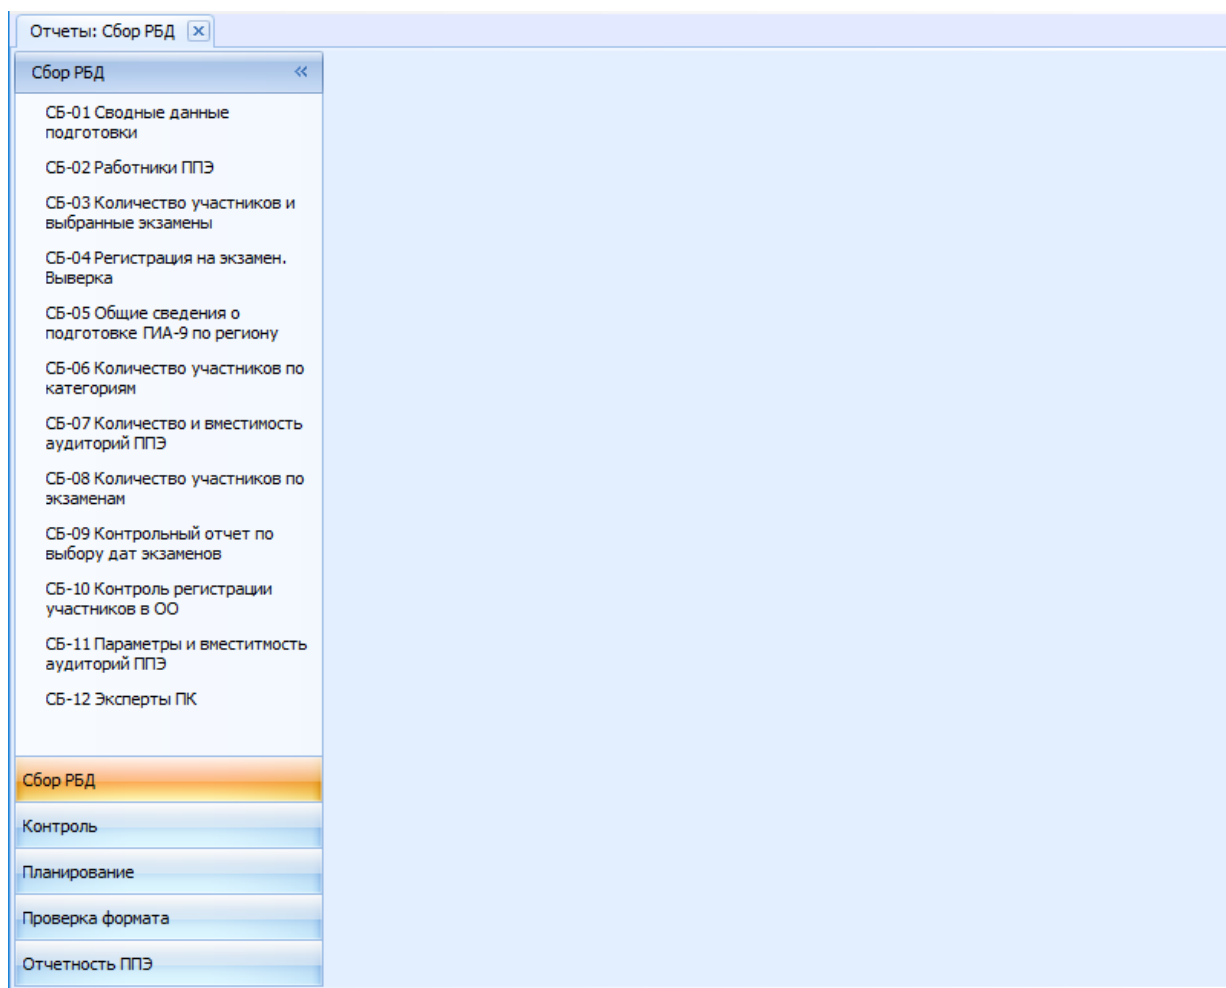 Отчеты: Сбор РБД
Сбор РБД
СБ-01 Сводные данные
подготовки
СБ-02 Работники ППЭ
СБ-03 Количество участников и
выбранные экзамены
СБ-04 Регистрация на экзамен.
Выверка
СБ-05 Общие сведения о
подготовке ГИА-9 по региону
СБ-06 Количество участников по
категориям
СБ-07 Количество и вместимость
аудиторий ППЭ
СБ-08 Количество участников по
экзаменам
СБ-09 Контрольный отчет по
выбору дат экзаменов
СБ-10 Контроль регистрации
участников в ОО
СБ-11 Параметры и вместитмость
аудиторий ППЭ
СБ-12 Эксперты ПК
Сбор РБД
Контроль
Планирование
Проверка формата
Отчетность ППЭ